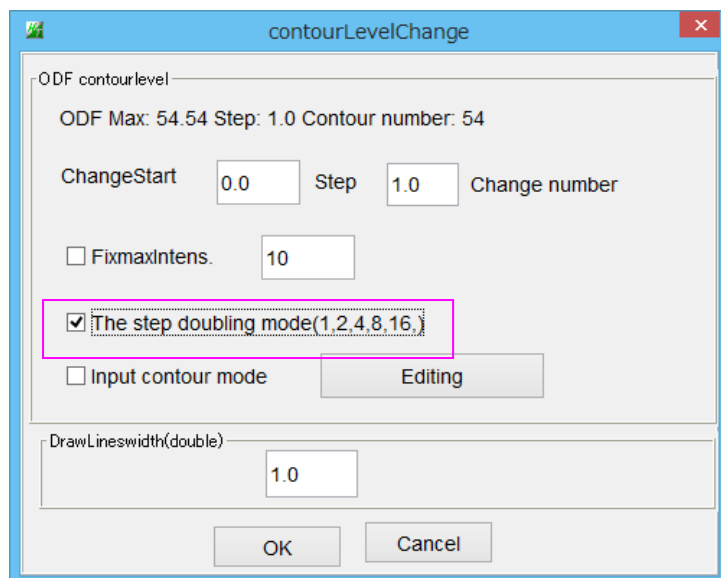 contourLevelChange
ODF contourlevel
ODF Max: 54.54 Step: 1.0 Contour number: 54
ChangeStart 0.0 Step 1.0 Change number
FixmaxIntens. 10
The step doubling mode(1,2,4,8,16,)
Input contour mode Editing
DrawLineswidth(double)
1.0
OK Cancel